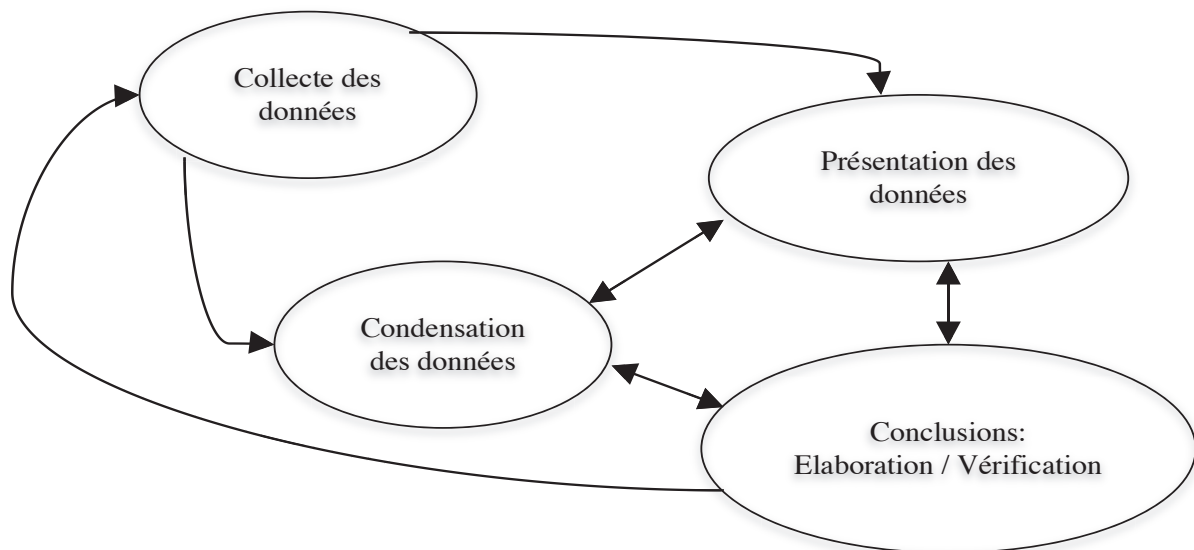 Collecte des
données
Présentation des
données
Condensation
des données
Conclusions:
Elaboration / Vérification